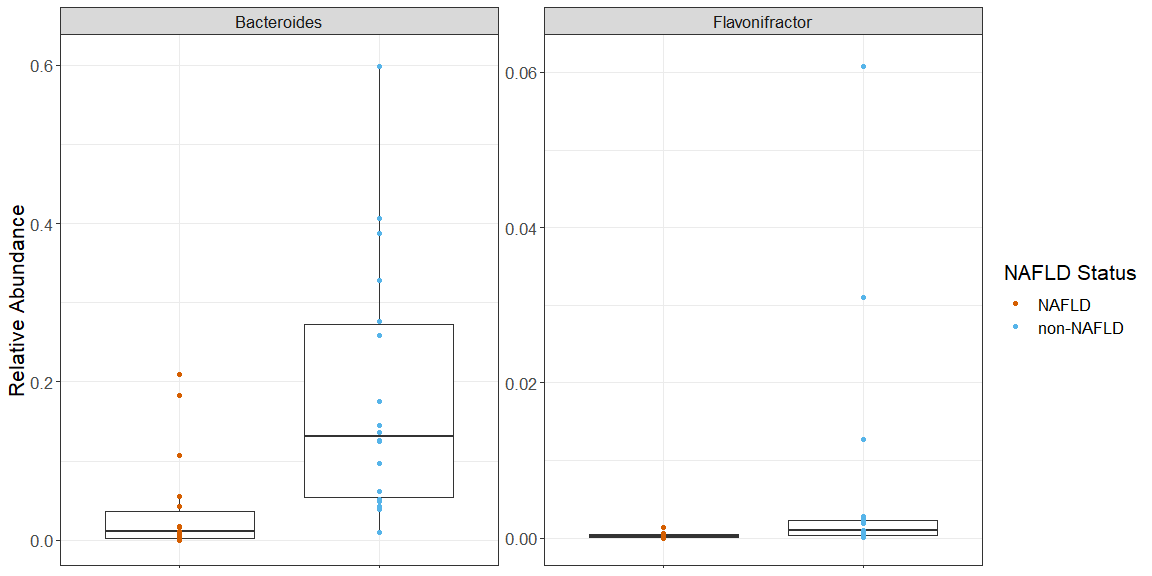 Bacteroides
Flavonifractor
Relative Abundance
0.6
0.4
0.2
0.0
0.06
0.04
0.02
0.00
NAFLD Status
NAFLD
non-NAFLD